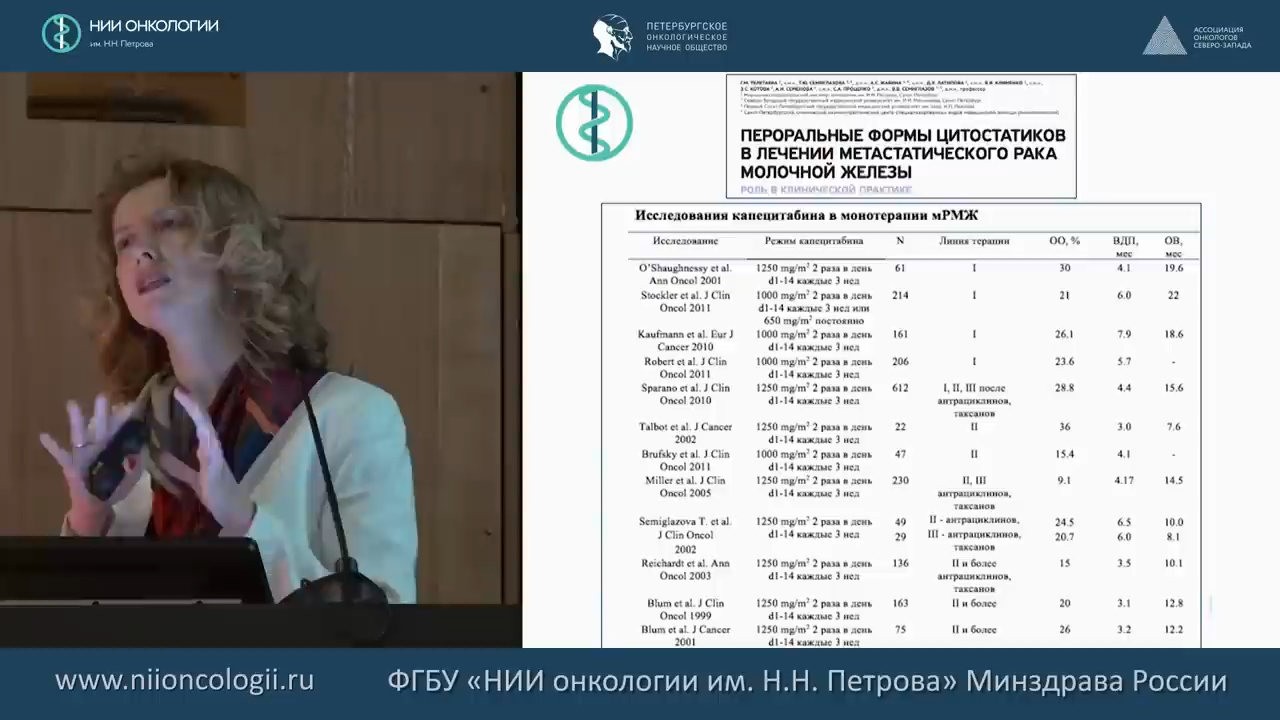 НИИ ОНКОЛОГИИ
им. Н.Н. Петрова
ПЕТЕРБУРГСКОЕ
ОНКОЛОГИЧЕСКОЕ
НАУЧНОЕ ОБЩЕСТВО
АССОЦИАЦИЯ
ОНКОЛОГОВ
СЕВЕРО-ЗАПАДА
ПЕРОРАЛЬНЫЕ ФОРМЫ ЦИТОСТАТИКОВ
В ЛЕЧЕНИИ МЕТАСТАТИЧЕСКОГО РАКА
МОЛОЧНОЙ ЖЕЛЕЗЫ
РОЛЬ В КЛИНИЧЕСКОЙ ПРАКТИКЕ
Исследования капецитабина в монотерапии мРМЖ
Исследование Режим капецитабина N Линия терапии ОО, % ВДП, мес ОВ, мес
O'Shaughnessy et al. 1250 mg/m² 2 раза в день 61 I 30 4.1 19.6
Ann Oncol 2001 d1-14 каждые 3 нед
Stockler et al. J Clin 1000 mg/m² 2 раза в день 214 I 21 6.0 22
Oncol 2011 d1-14 каждые 3 нед или
650 mg/m² постоянно
Kaufmann et al. Eur J 1000 mg/m² 2 раза в день 161 I 26.1 7.9 18.6
Cancer 2010 d1-14 каждые 3 нед
Robert et al. J Clin 1000 mg/m² 2 раза в день 206 I 23.6 5.7 -
Oncol 2011 d1-14 каждые 3 нед
Sparano et al. J Clin 1250 mg/m² 2 раза в день 612 I, II, III после 28.8 4.4 15.6
Oncol 2010 d1-14 каждые 3 нед антрациклинов,
таксанов
Talbot et al. J Cancer 1250 mg/m² 2 раза в день 22 II 36 3.0 7.6
2002 d1-14 каждые 3 нед
Brufsky et al. J Clin 1000 mg/m² 2 раза в день 47 II 15.4 4.1 -
Oncol 2011 d1-14 каждые 3 нед
Miller et al. J Clin 1250 mg/m² 2 раза в день 230 II, III 9.1 4.17 14.5
Oncol 2005 d1-14 каждые 3 нед антрациклинов,
таксанов
Semiglazova T. et al. 1250 mg/m² 2 раза в день 49 II - антрациклинов, 24.5 6.5 10.0
J Clin Oncol d1-14 каждые 3 нед 29 III - антрациклинов, 20.7 6.0 8.1
2002 таксанов
Reichardt et al. Ann 1250 mg/m² 2 раза в день 136 II и более 15 3.5 10.1
Oncol 2003 d1-14 каждые 3 нед антрациклинов,
таксанов
Blum et al. J Clin 1250 mg/m² 2 раза в день 163 II и более 20 3.1 12.8
Oncol 1999 d1-14 каждые 3 нед
Blum et al. J Cancer 1250 mg/m² 2 раза в день 75 II и более 26 3.2 12.2
2001 d1-14 каждые 3 нед
www.niioncologii.ru ФГБУ «НИИ онкологии им. Н.Н. Петрова» Минздрава России